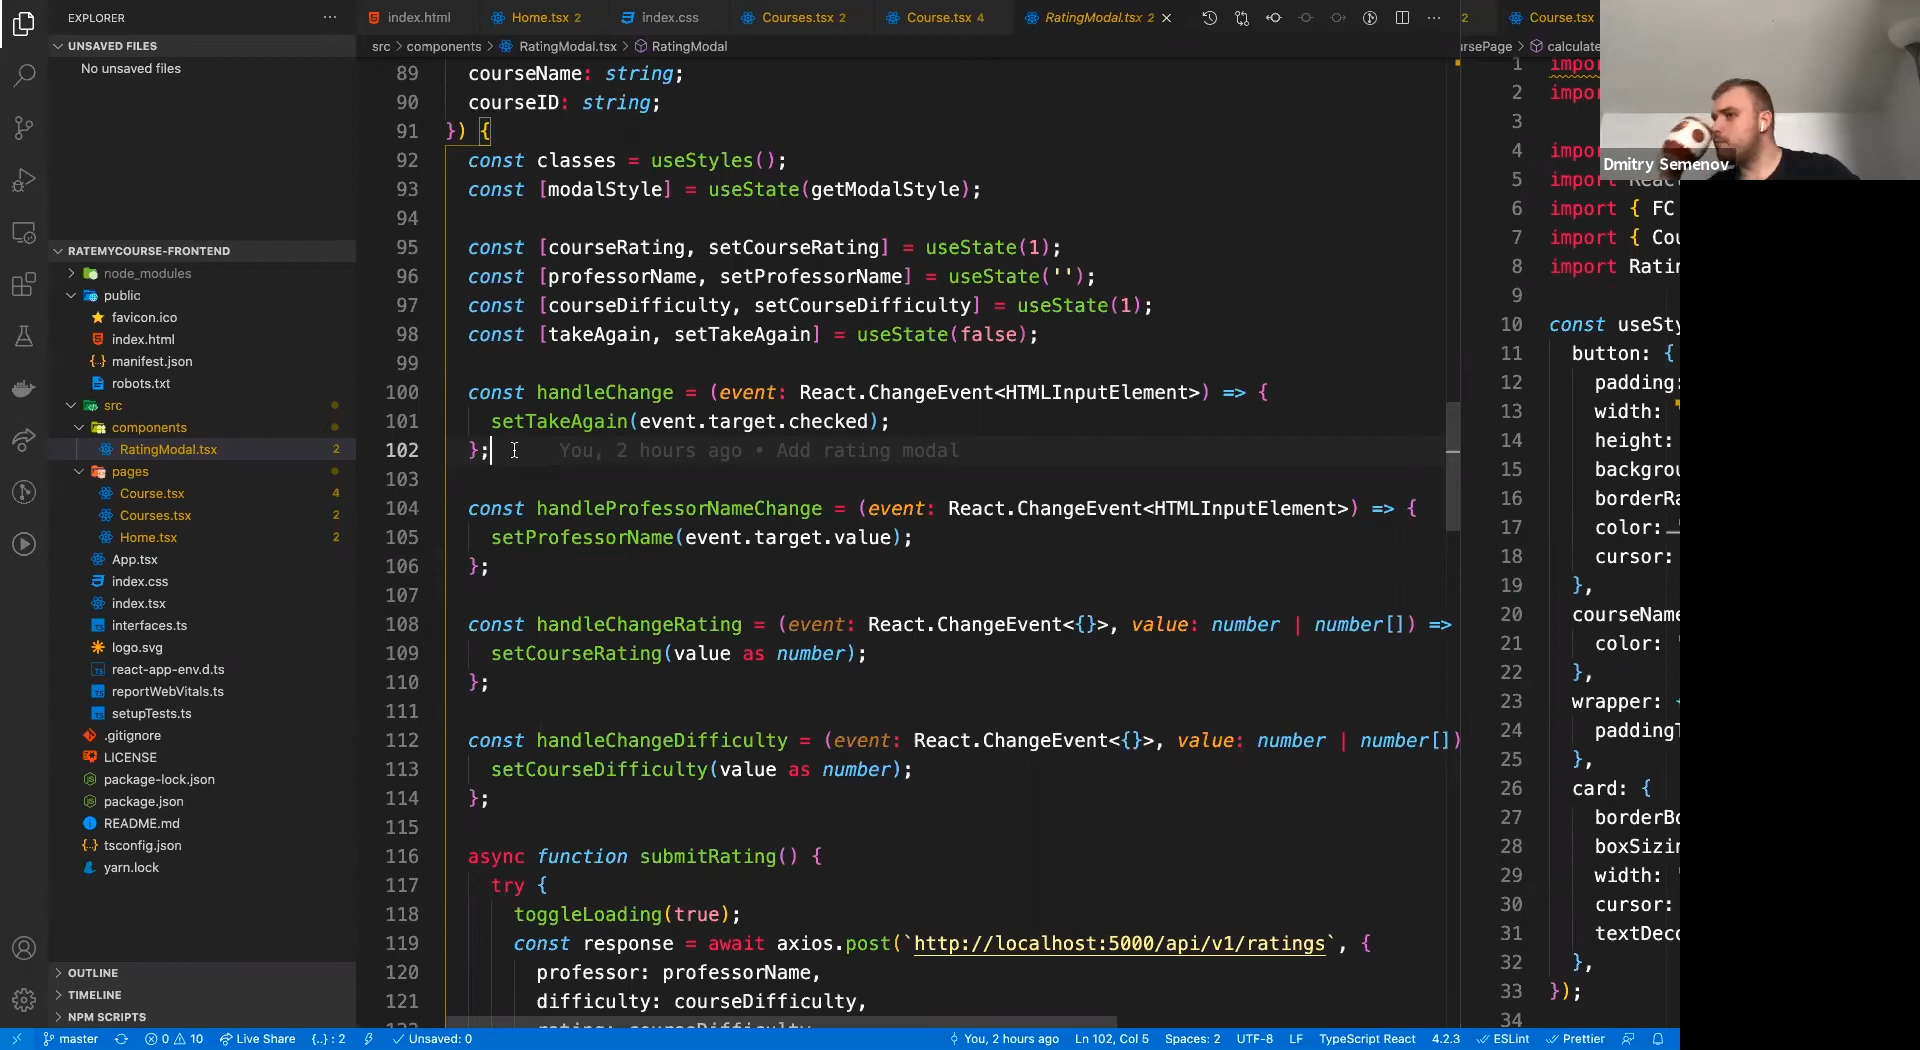 EXPLORER
UNSAVED FILES
No unsaved files
RATEMYCOURSE-FRONTEND
node_modules
public
favicon.ico
index.html
manifest.json
robots.txt
src
components
RatingModal.tsx 2
pages
Course.tsx 4
Courses.tsx 2
Home.tsx 2
App.tsx
index.css
index.tsx
interfaces.ts
logo.svg
react-app-env.d.ts
reportWebVitals.ts
setupTests.ts
.gitignore
LICENSE
package-lock.json
package.json
README.md
tsconfig.json
yarn.lock
OUTLINE
TIMELINE
NPM SCRIPTS
index.html Home.tsx 2 index.css Courses.tsx 2 Course.tsx 4 RatingModal.tsx 2
src > components > RatingModal.tsx > RatingModal
89 courseName: string;
90 courseID: string;
91 }) {
92 const classes = useStyles();
93 const [modalStyle] = useState(getModalStyle);
94
95 const [courseRating, setCourseRating] = useState(1);
96 const [professorName, setProfessorName] = useState('');
97 const [courseDifficulty, setCourseDifficulty] = useState(1);
98 const [takeAgain, setTakeAgain] = useState(false);
99
100 const handleChange = (event: React.ChangeEvent<HTMLInputElement>) => {
101 setTakeAgain(event.target.checked);
102 }; You, 2 hours ago • Add rating modal
103
104 const handleProfessorNameChange = (event: React.ChangeEvent<HTMLInputElement>) => {
105 setProfessorName(event.target.value);
106 };
107
108 const handleChangeRating = (event: React.ChangeEvent<{}>, value: number | number[]) =>
109 setCourseRating(value as number);
110 };
111
112 const handleChangeDifficulty = (event: React.ChangeEvent<{}>, value: number | number[])
113 setCourseDifficulty(value as number);
114 };
115
116 async function submitRating() {
117 try {
118 toggleLoading(true);
119 const response = await axios.post(`http://localhost:5000/api/v1/ratings`, {
120 professor: professorName,
121 difficulty: courseDifficulty,
2 Course.tsx
ursePage > calculate
1 impor
2 impor
3
4 impo
5 import React
6 import { FC
7 import { Cou
8 import Ratin
9
10 const useSty
11 button: {
12 padding:
13 width:
14 height:
15 backgrou
16 borderRa
17 color:
18 cursor:
19 },
20 courseName
21 color:
22 },
23 wrapper: {
24 paddingT
25 },
26 card: {
27 borderBo
28 boxSizin
29 width:
30 cursor:
31 textDeco
32 },
33 });
34
Dmitry Semenov
master 0 10 Live Share {..} : 2 Unsaved: 0 You, 2 hours ago Ln 102, Col 5 Spaces: 2 UTF-8 LF TypeScript React 4.2.3 ESLint Prettier